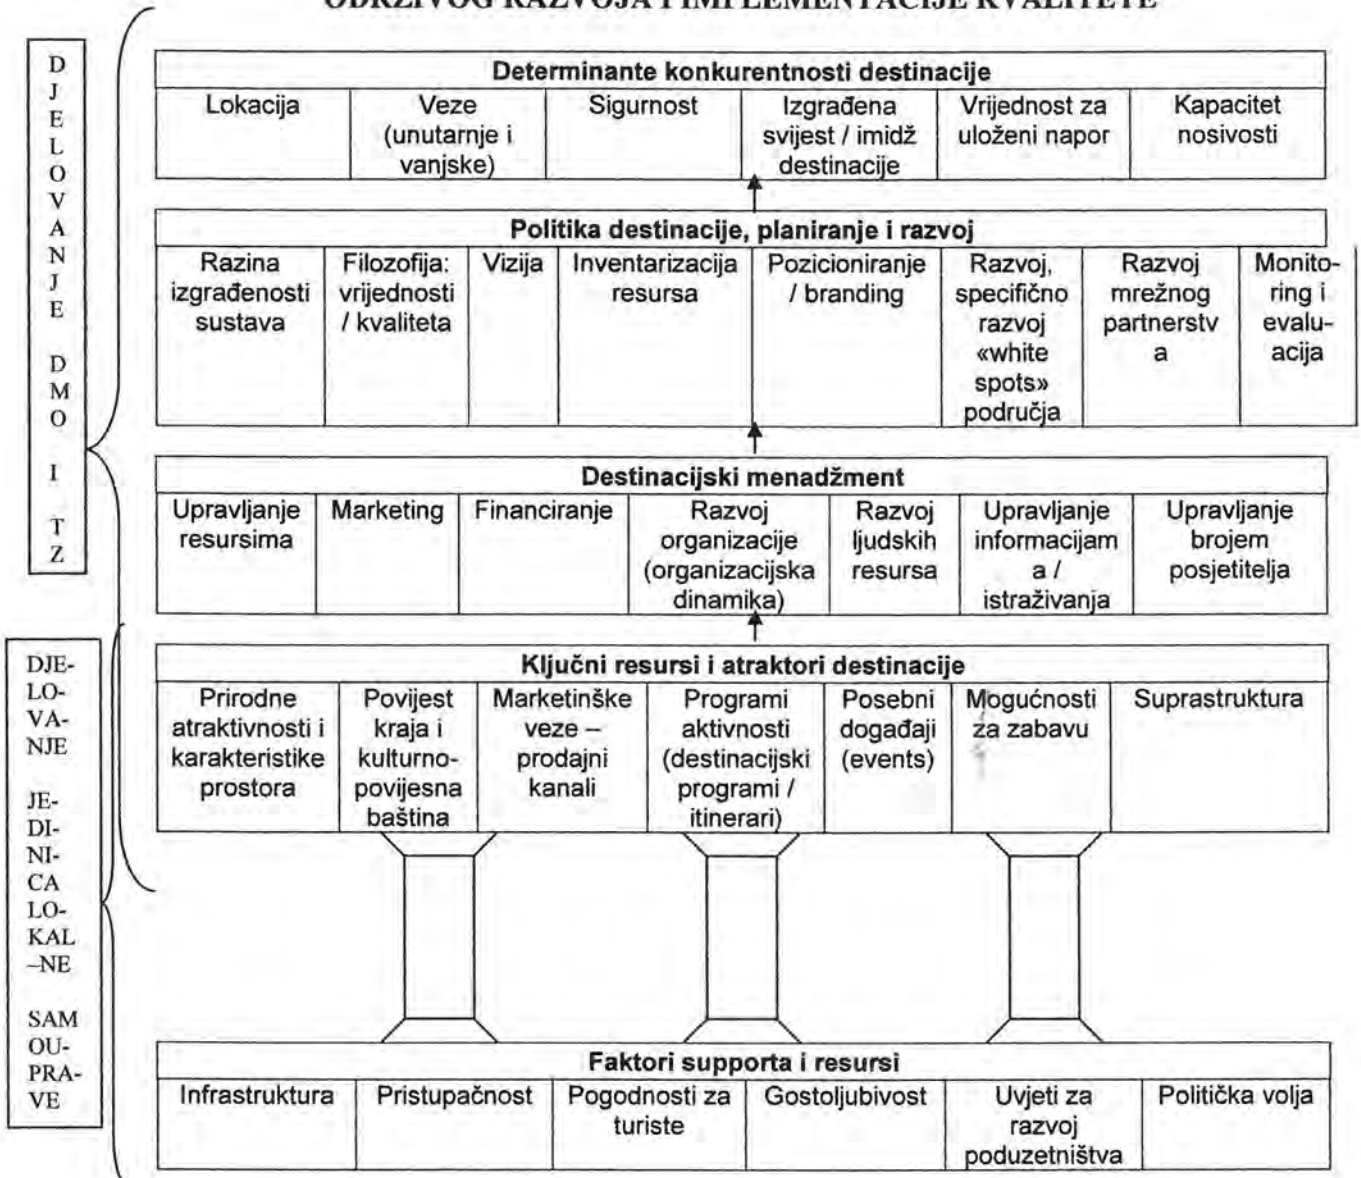 ODRŽIVOG RAZVOJA I IMPLEMENTACIJE KVALITETE
D
J
E
L
O
V
A
N
J
E
D
M
O
I
T
Z
Determinante konkurentnosti destinacije
Lokacija
Veze
(unutarnje i
vanjske)
Sigurnost
Izgrađena
svijest / imidž
destinacije
Vrijednost za
uloženi napor
Kapacitet
nosivosti
Politika destinacije, planiranje i razvoj
Razina
izgrađenosti
sustava
Filozofija:
vrijednosti
/ kvaliteta
Vizija
Inventarizacija
resursa
Pozicioniranje
/ branding
Razvoj,
specifično
razvoj
«white
spots»
područja
Razvoj
mrežnog
partnerstv
a
Monito-
ring i
evalu-
acija
Destinacijski menadžment
Upravljanje
resursima
Marketing
Financiranje
Razvoj
organizacije
(organizacijska
dinamika)
Razvoj
ljudskih
resursa
Upravljanje
informacijam
a /
istraživanja
Upravljanje
brojem
posjetitelja
DJE-
LO-
VA-
NJE
JE-
DI-
NI-
CA
LO-
KAL
–NE
SAM
OU-
PRA-
VE
Ključni resursi i atraktori destinacije
Prirodne
atraktivnosti i
karakteristike
prostora
Povijest
kraja i
kulturno-
povijesna
baština
Marketinške
veze –
prodajni
kanali
Programi
aktivnosti
(destinacijski
programi /
itinerari)
Posebni
događaji
(events)
Mogućnosti
za zabavu
Suprastruktura
Faktori supporta i resursi
Infrastruktura
Pristupačnost
Pogodnosti za
turiste
Gostoljubivost
Uvjeti za
razvoj
poduzetništva
Politička volja